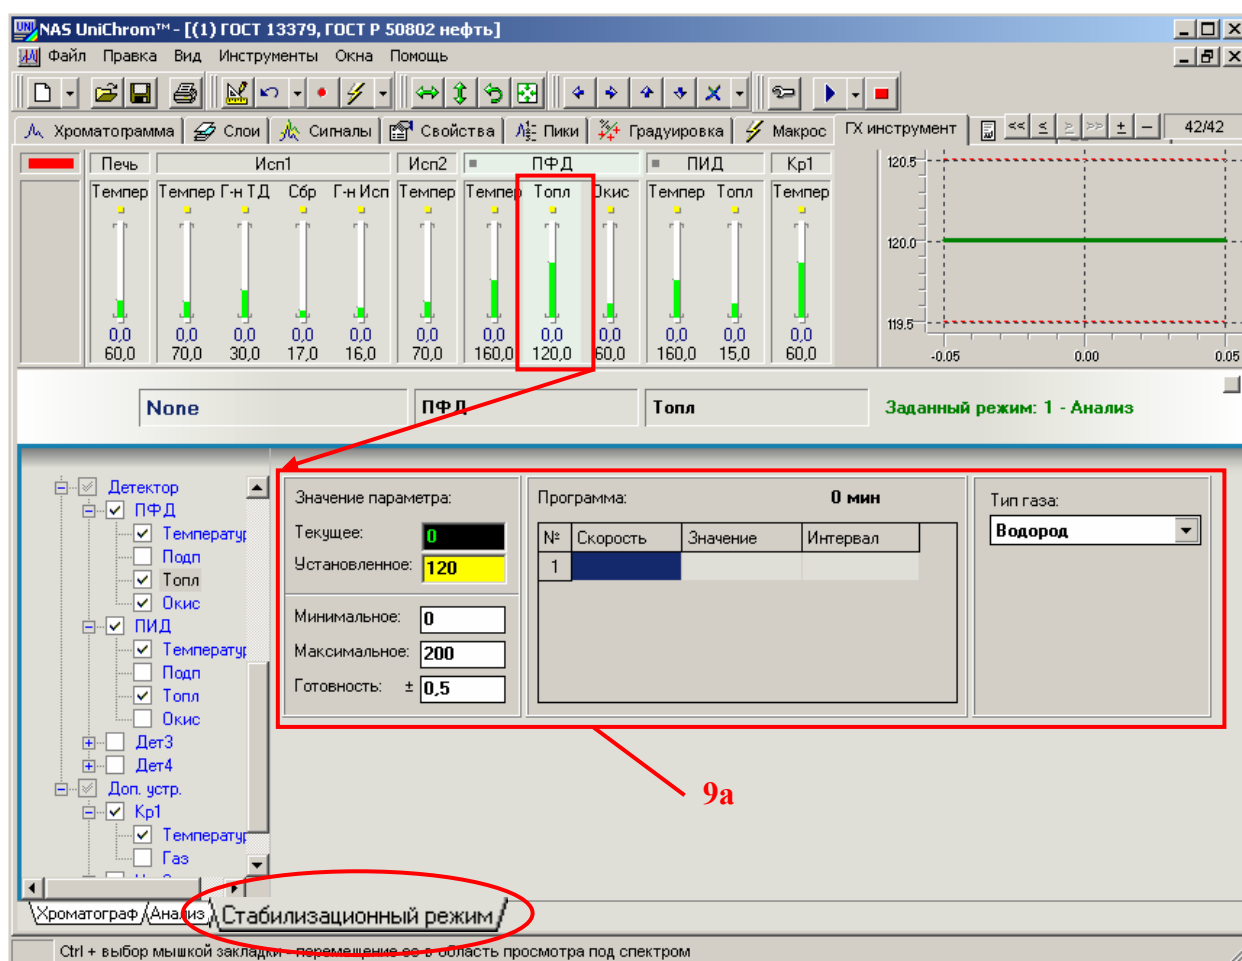 NAS UniChrom™ - [(1) ГОСТ 13379, ГОСТ Р 50802 нефть]
Файл Правка Вид Инструменты Окна Помощь
Хроматограмма Слои Сигналы Свойства Пики Градуировка Макрос ГХ инструмент << < > >> ± − 42/42
Печь Исп1 Исп2 ПФД ПИД Кр1
Темпер Темпер Г-н ТД Сбр Г-н Исп Темпер Темпер Топл Окис Темпер Топл Темпер
0,0 0,0 0,0 0,0 0,0 0,0 0,0 0,0 0,0 0,0 0,0 0,0
60,0 70,0 30,0 17,0 16,0 70,0 160,0 120,0 60,0 160,0 15,0 60,0
120.5
120.0
119.5
-0.05 0.00 0.05
None ПФД Топл Заданный режим: 1 - Анализ
Детектор
ПФД
Температур
Подп
Топл
Окис
ПИД
Температур
Подп
Топл
Окис
Дет3
Дет4
Доп. устр.
Кр1
Температур
Газ
Значение параметра:
Текущее: 0
Установленное: 120
Минимальное: 0
Максимальное: 200
Готовность: ± 0,5
Программа: 0 мин
№ Скорость Значение Интервал
1
Тип газа:
Водород
9а
Хроматограф Анализ Стабилизационный режим
Ctrl + выбор мышкой закладки - перемещение ее в область просмотра под спектром